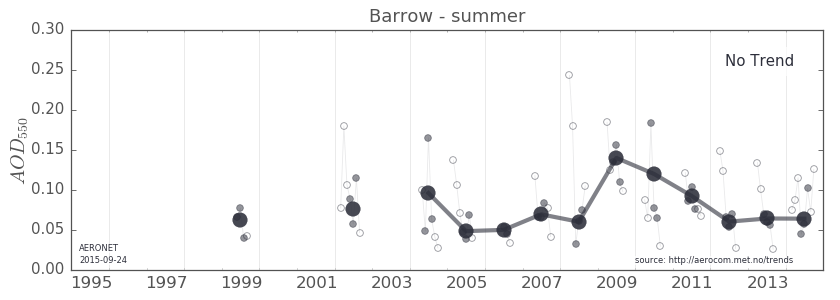 Barrow - summer
0.30
0.25
0.20
0.15
0.10
0.05
0.00
AOD550
No Trend
AERONET
2015-09-24
source: http://aerocom.met.no/trends
1995 1997 1999 2001 2003 2005 2007 2009 2011 2013